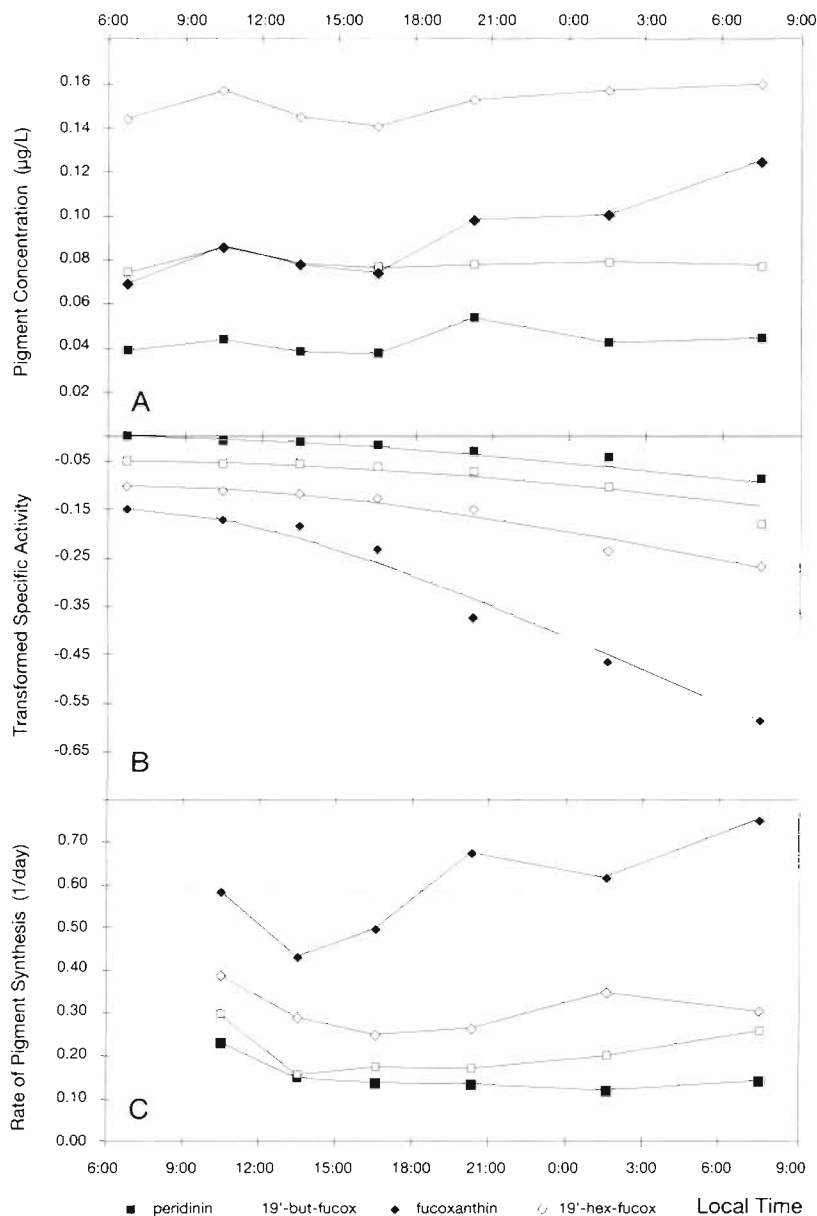 6:00 9:00 12:00 15:00 18:00 21:00 0:00 3:00 6:00 9:00
Pigment Concentration (µg/L)
0.16
0.14
0.12
0.10
0.08
0.06
0.04
0.02
A
Transformed Specific Activity
-0.05
-0.15
-0.25
-0.35
-0.45
-0.55
-0.65
B
Rate of Pigment Synthesis (1/day)
0.70
0.60
0.50
0.40
0.30
0.20
0.10
0.00
C
6:00 9:00 12:00 15:00 18:00 21:00 0:00 3:00 6:00 9:00
peridinin 19'-but-fucox fucoxanthin 19'-hex-fucox Local Time